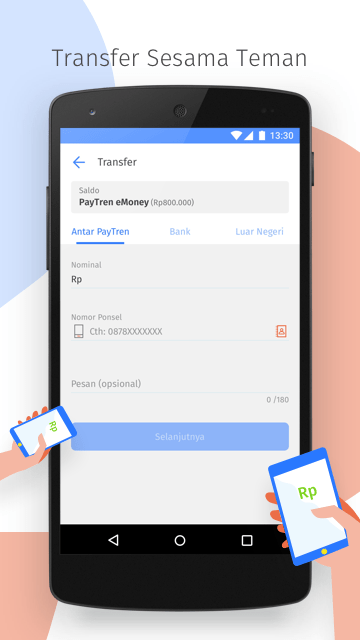 Transfer Sesama Teman
13:30
Transfer
Saldo
PayTren eMoney (Rp800.000)
Antar PayTren Bank Luar Negeri
Nominal
Rp
Nomor Ponsel
Cth: 0878XXXXXXX
Pesan (opsional)
0 /180
Selanjutnya
Rp
Rp